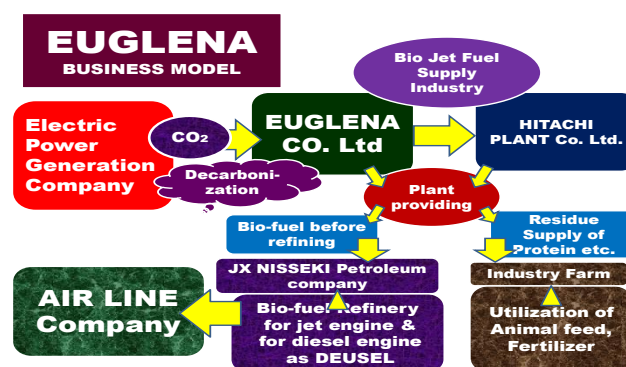 EUGLENA
BUSINESS MODEL
Bio Jet Fuel
Supply
Industry
Electric
Power
Generation
Company
CO₂
EUGLENA
CO. Ltd
HITACHI
PLANT Co. Ltd.
Decarboni-
zation
Plant
providing
Bio-fuel before
refining
Residue
Supply of
Protein etc.
JX NISSEKI Petroleum
company
Industry Farm
AIR LINE
Company
Bio-fuel Refinery
for jet engine &
for diesel engine
as DEUSEL
Utilization of
Animal feed,
Fertilizer